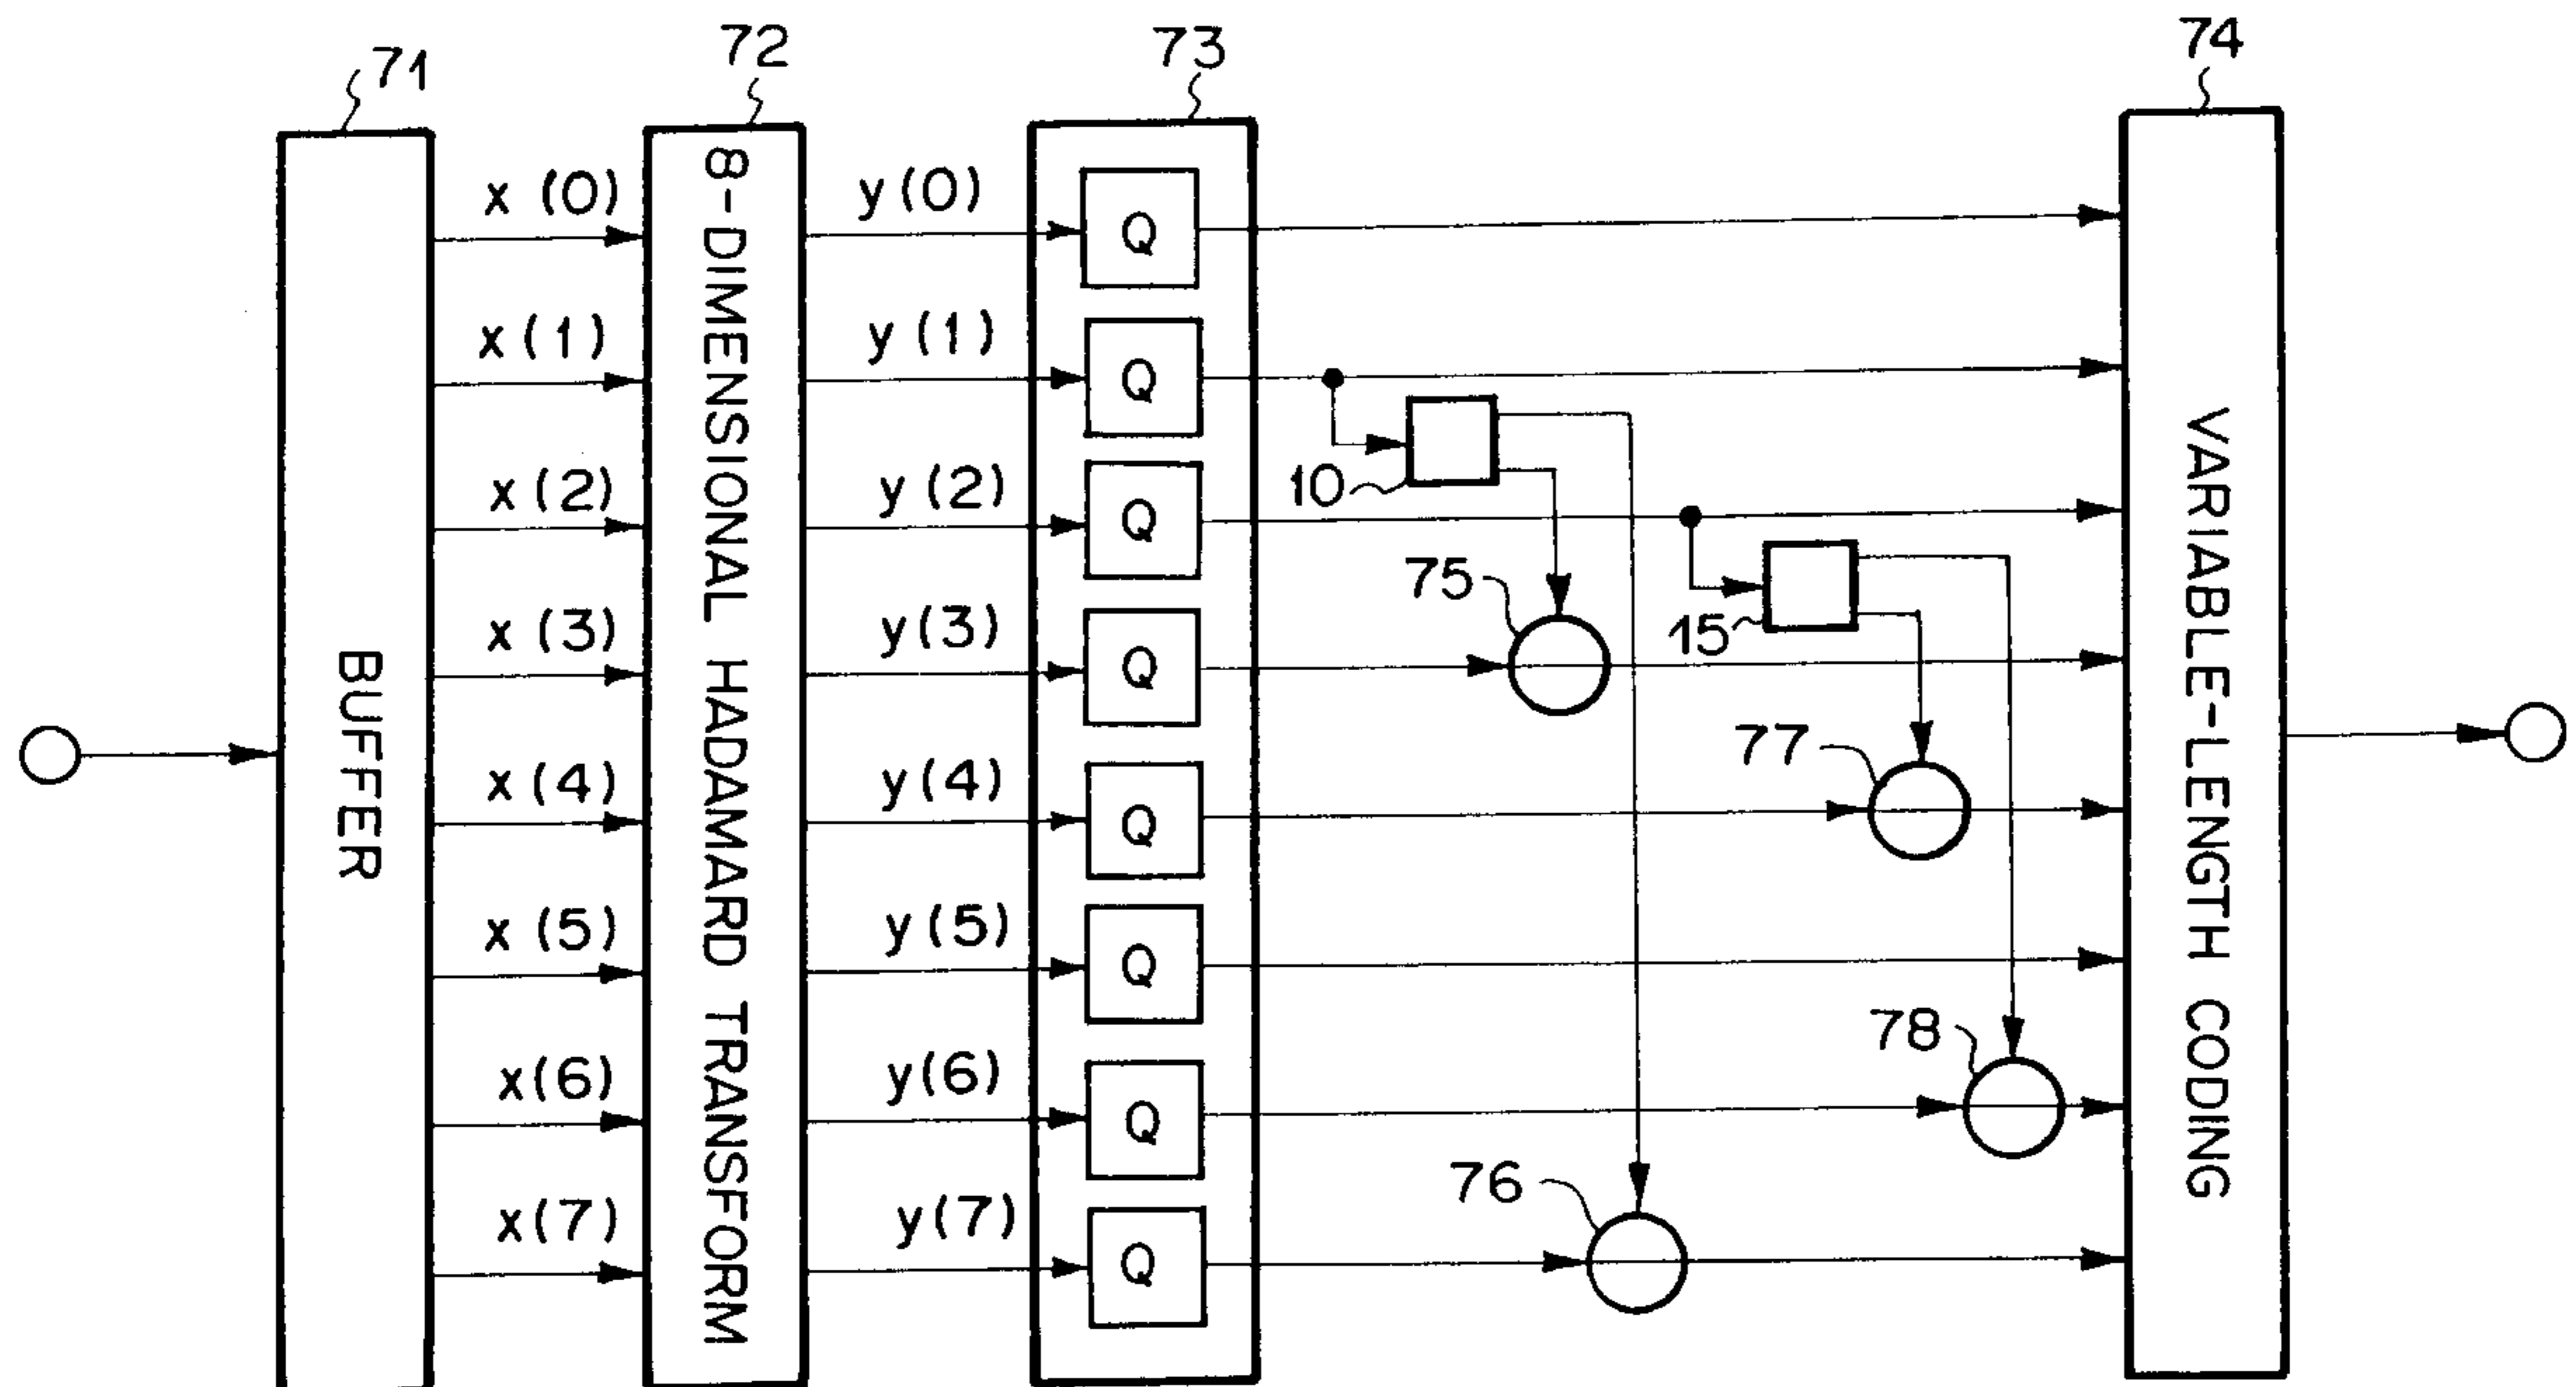 71
72
73
74
BUFFER
8-DIMENSIONAL HADAMARD TRANSFORM
VARIABLE-LENGTH CODING
x (0)
y (0)
Q
x (1)
y (1)
Q
10
x (2)
y (2)
Q
15
x (3)
y (3)
Q
75
x (4)
y (4)
Q
77
x (5)
y (5)
Q
x (6)
y (6)
Q
78
x (7)
y (7)
Q
76